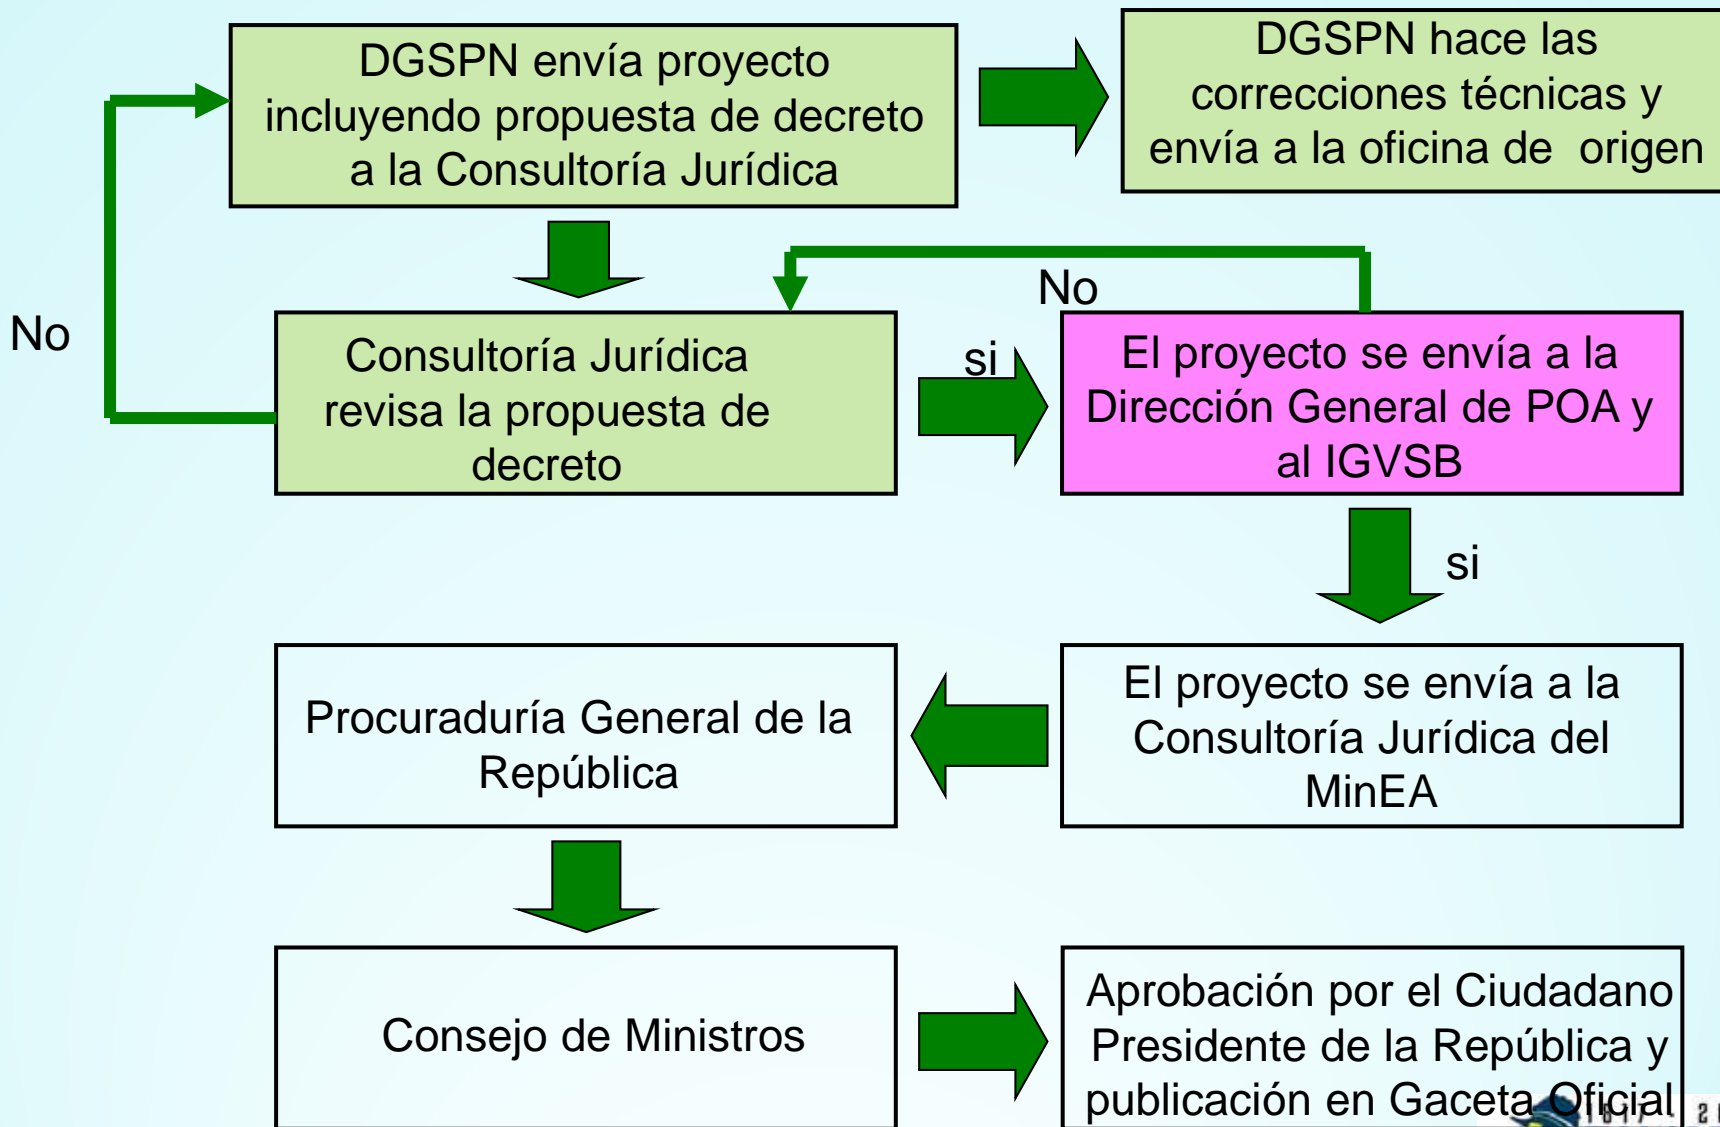 DGSPN envía proyecto
incluyendo propuesta de decreto
a la Consultoría Jurídica
DGSPN hace las
correcciones técnicas y
envía a la oficina de origen
No
No
Consultoría Jurídica
revisa la propuesta de
decreto
si
El proyecto se envía a la
Dirección General de POA y
al IGVSB
si
Procuraduría General de la
República
El proyecto se envía a la
Consultoría Jurídica del
MinEA
Consejo de Ministros
Aprobación por el Ciudadano
Presidente de la República y
publicación en Gaceta Oficial